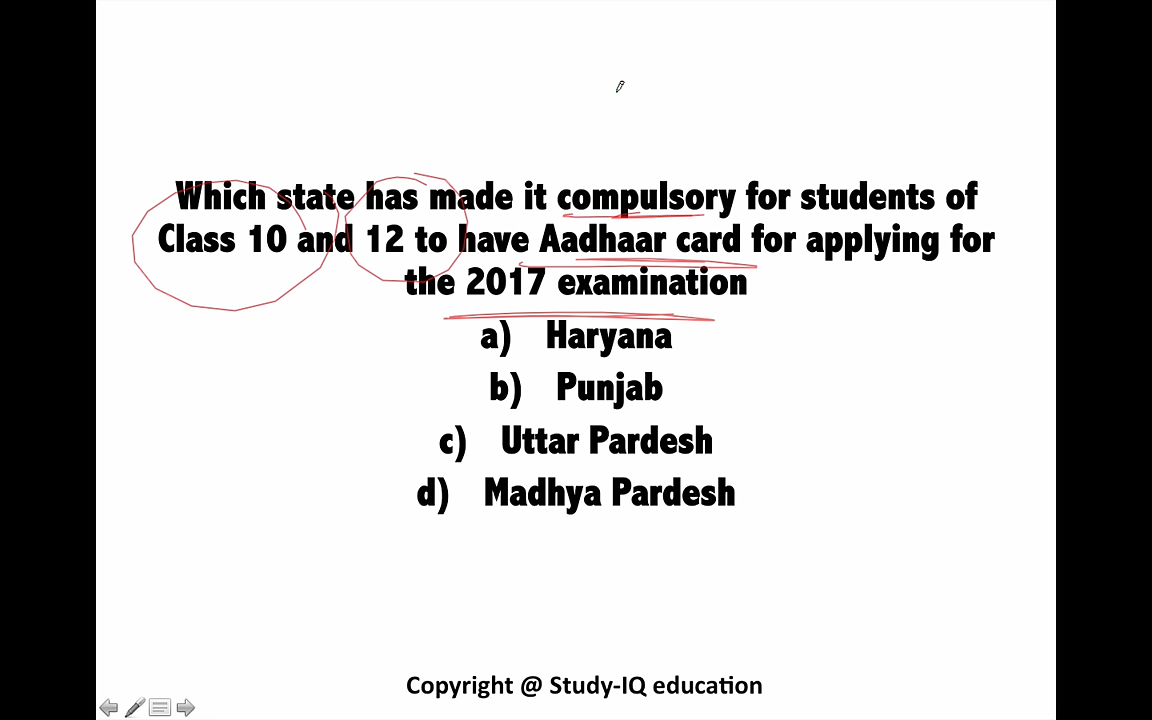 Which state has made it compulsory for students of
Class 10 and 12 to have Aadhaar card for applying for
the 2017 examination
a) Haryana
b) Punjab
c) Uttar Pardesh
d) Madhya Pardesh
Copyright @ Study-IQ education